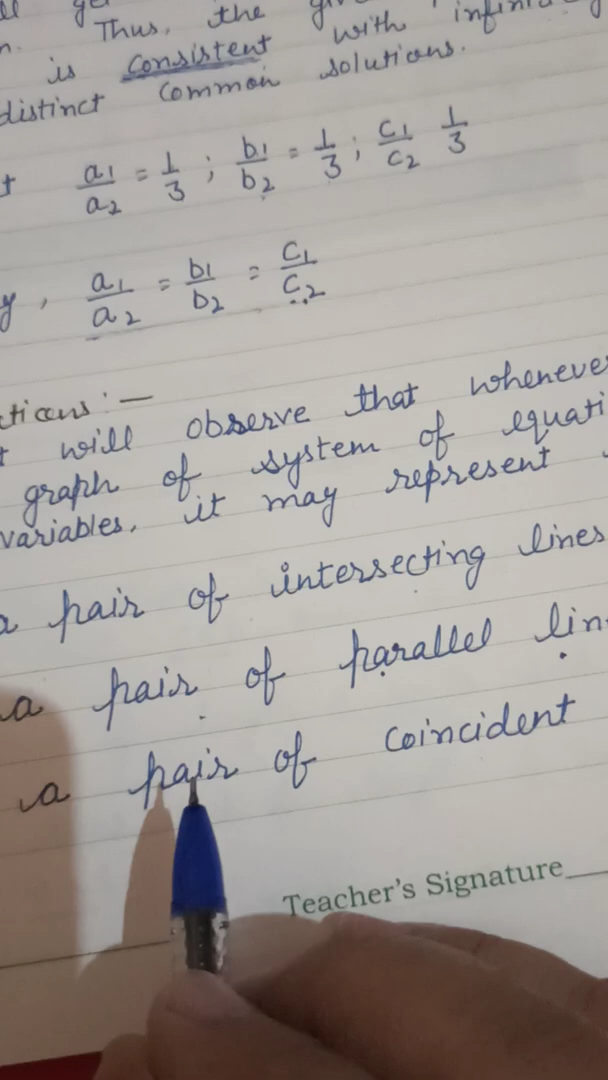 Thus, the
is consistent with
distinct common solutions.
a1/a2 = 1/3 ; b1/b2 = 1/3 ; c1/c2 1/3
y, a1/a2 = b1/b2 = c1/c2
:—
will observe that whenever
graph of system of equati
variables, it may represent
a pair of intersecting lines
a pair of parallel lin
a pair of coincident
Teacher's Signature